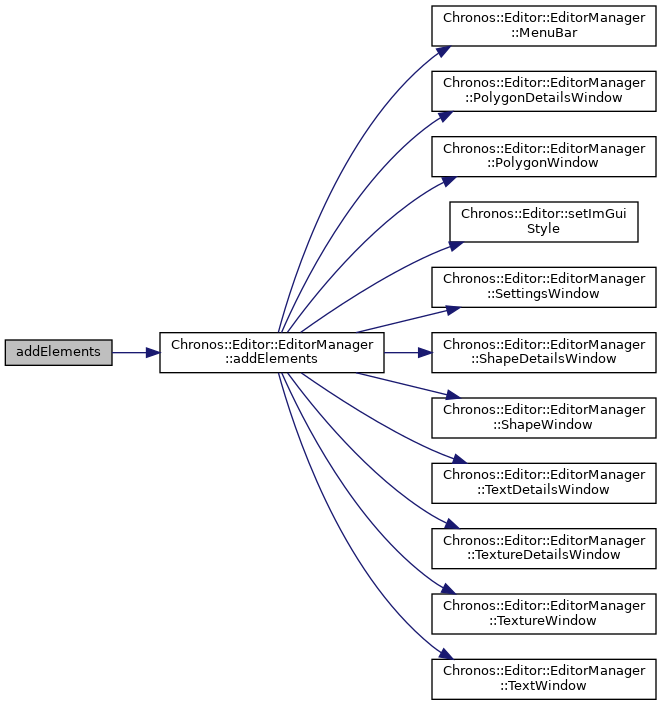 Chronos::Editor::EditorManager
::MenuBar
Chronos::Editor::EditorManager
::PolygonDetailsWindow
Chronos::Editor::EditorManager
::PolygonWindow
Chronos::Editor::setImGui
Style
Chronos::Editor::EditorManager
::SettingsWindow
addElements
Chronos::Editor::EditorManager
::addElements
Chronos::Editor::EditorManager
::ShapeDetailsWindow
Chronos::Editor::EditorManager
::ShapeWindow
Chronos::Editor::EditorManager
::TextDetailsWindow
Chronos::Editor::EditorManager
::TextureDetailsWindow
Chronos::Editor::EditorManager
::TextureWindow
Chronos::Editor::EditorManager
::TextWindow